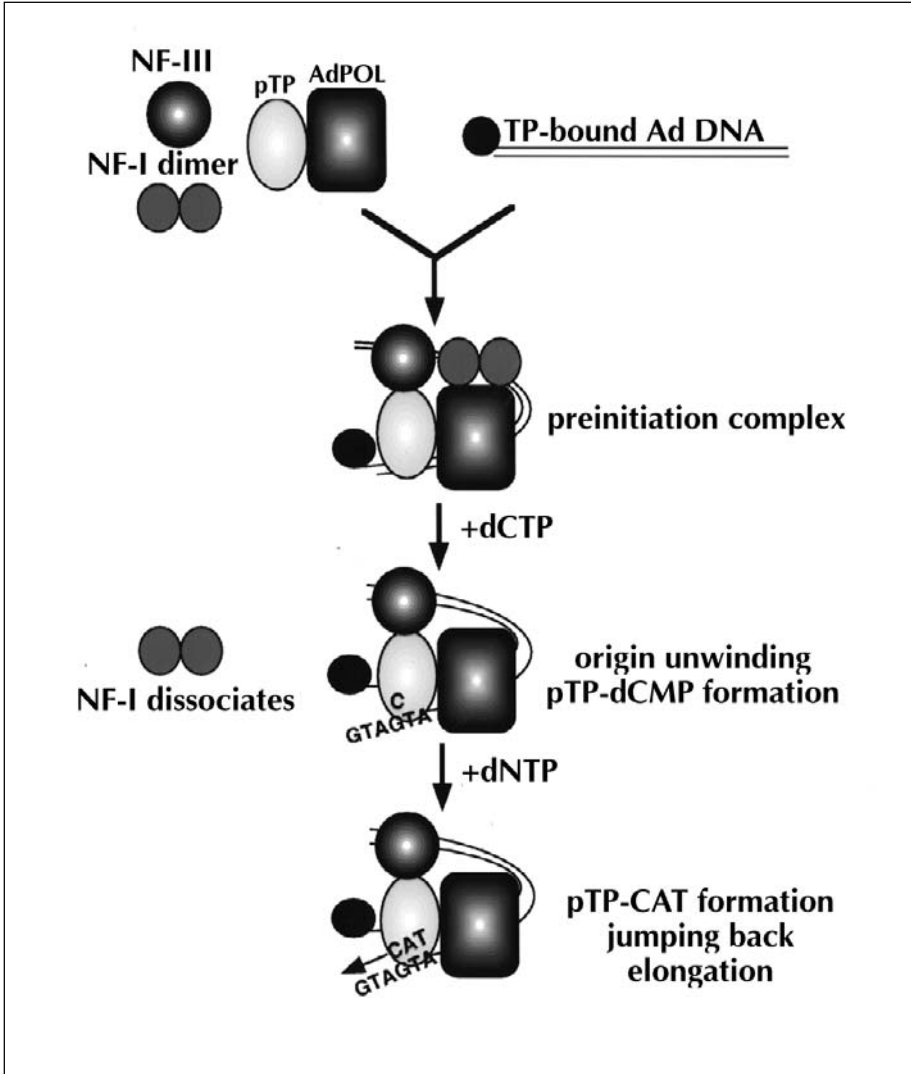 NF-III
pTP
AdPOL
NF-I dimer
TP-bound Ad DNA
preinitiation complex
+dCTP
NF-I dissociates
C
GTAGTA
origin unwinding
pTP-dCMP formation
+dNTP
CAT
GTAGTA
pTP-CAT formation
jumping back
elongation